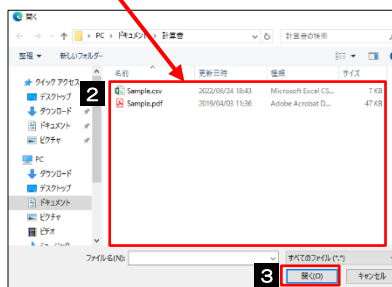 開く
PC › ドキュメント › 計算書
計算書の検索
整理 ▼ 新しいフォルダー
名前 更新日時 種類 サイズ
クイック アクセス
デスクトップ
ダウンロード
ドキュメント
ピクチャ
PC
ダウンロード
デスクトップ
ドキュメント
ピクチャ
ビデオ
2
Sample.csv 2022/06/24 18:43 Microsoft Excel CS... 7 KB
Sample.pdf 2019/04/03 11:36 Adobe Acrobat D... 47 KB
ファイル名(N):
すべてのファイル (*.*)
3
開く(O) キャンセル